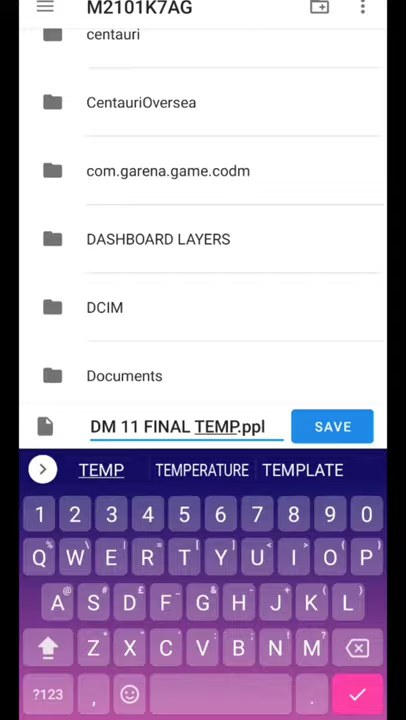 M2101K7AG
centauri
CentauriOversea
com.garena.game.codm
DASHBOARD LAYERS
DCIM
Documents
DM 11 FINAL TEMP.ppl SAVE
TEMP TEMPERATURE TEMPLATE
1 2 3 4 5 6 7 8 9 0
Q W E R T Y U I O P
A S D F G H J K L
Z X C V B N M
?123 , .